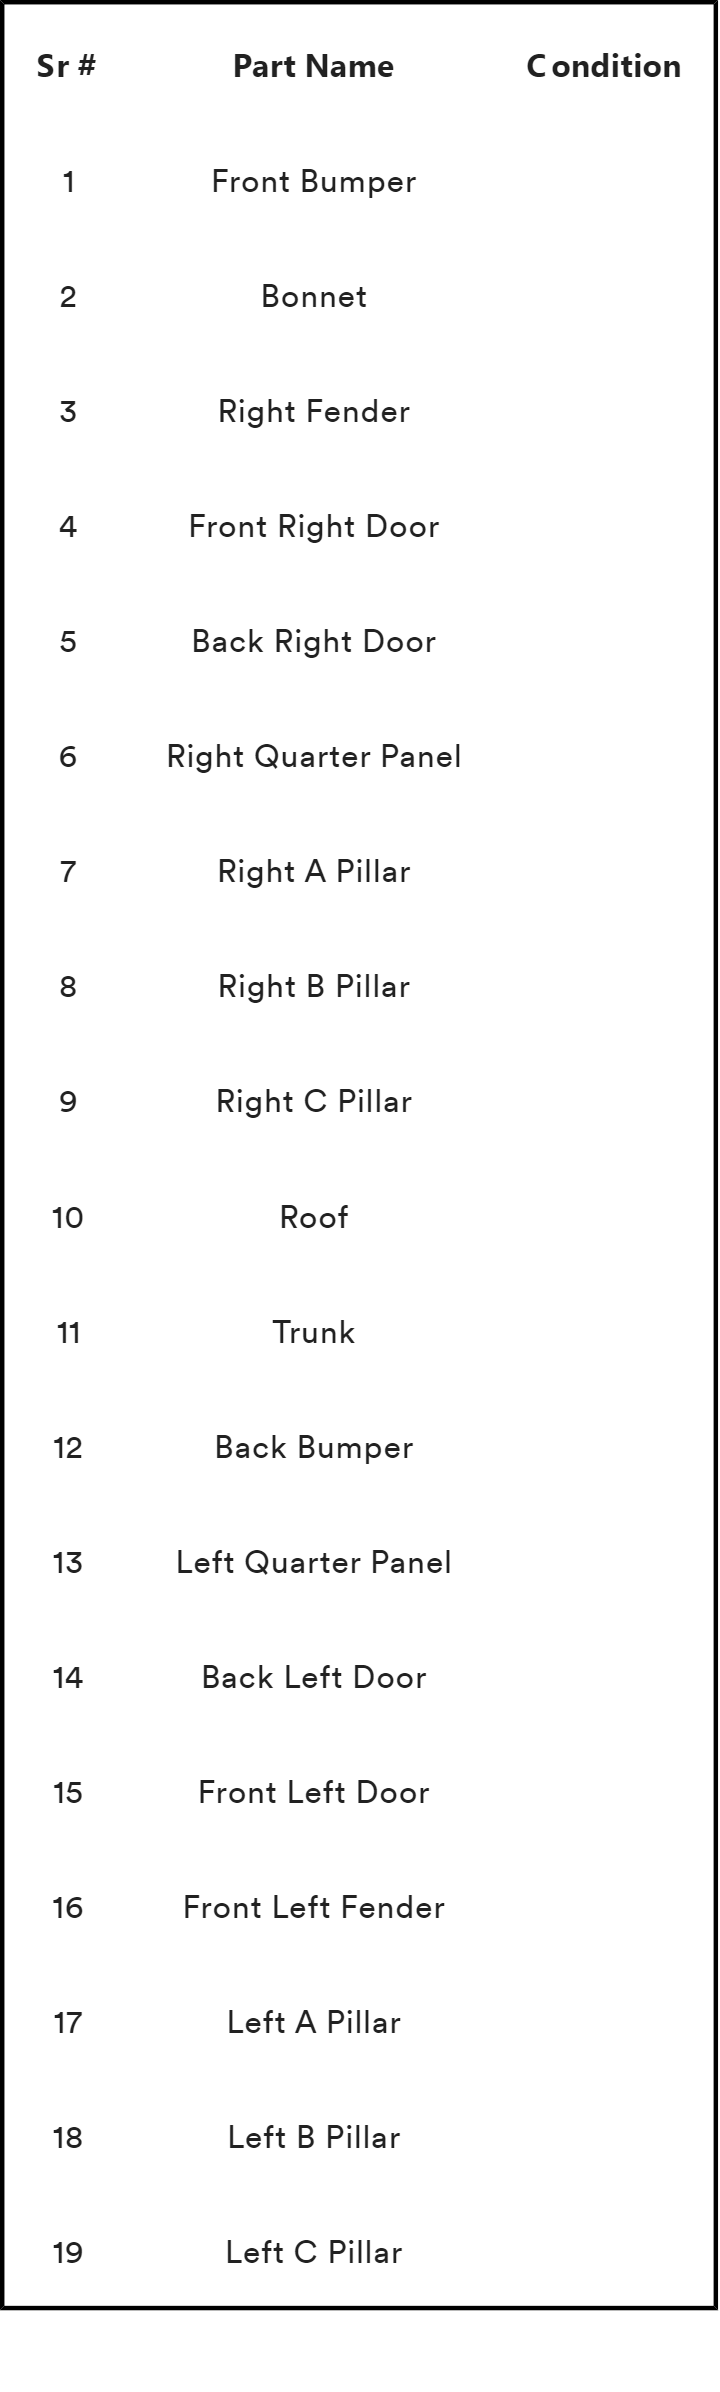 Sr # Part Name Condition
1 Front Bumper
2 Bonnet
3 Right Fender
4 Front Right Door
5 Back Right Door
6 Right Quarter Panel
7 Right A Pillar
8 Right B Pillar
9 Right C Pillar
10 Roof
11 Trunk
12 Back Bumper
13 Left Quarter Panel
14 Back Left Door
15 Front Left Door
16 Front Left Fender
17 Left A Pillar
18 Left B Pillar
19 Left C Pillar